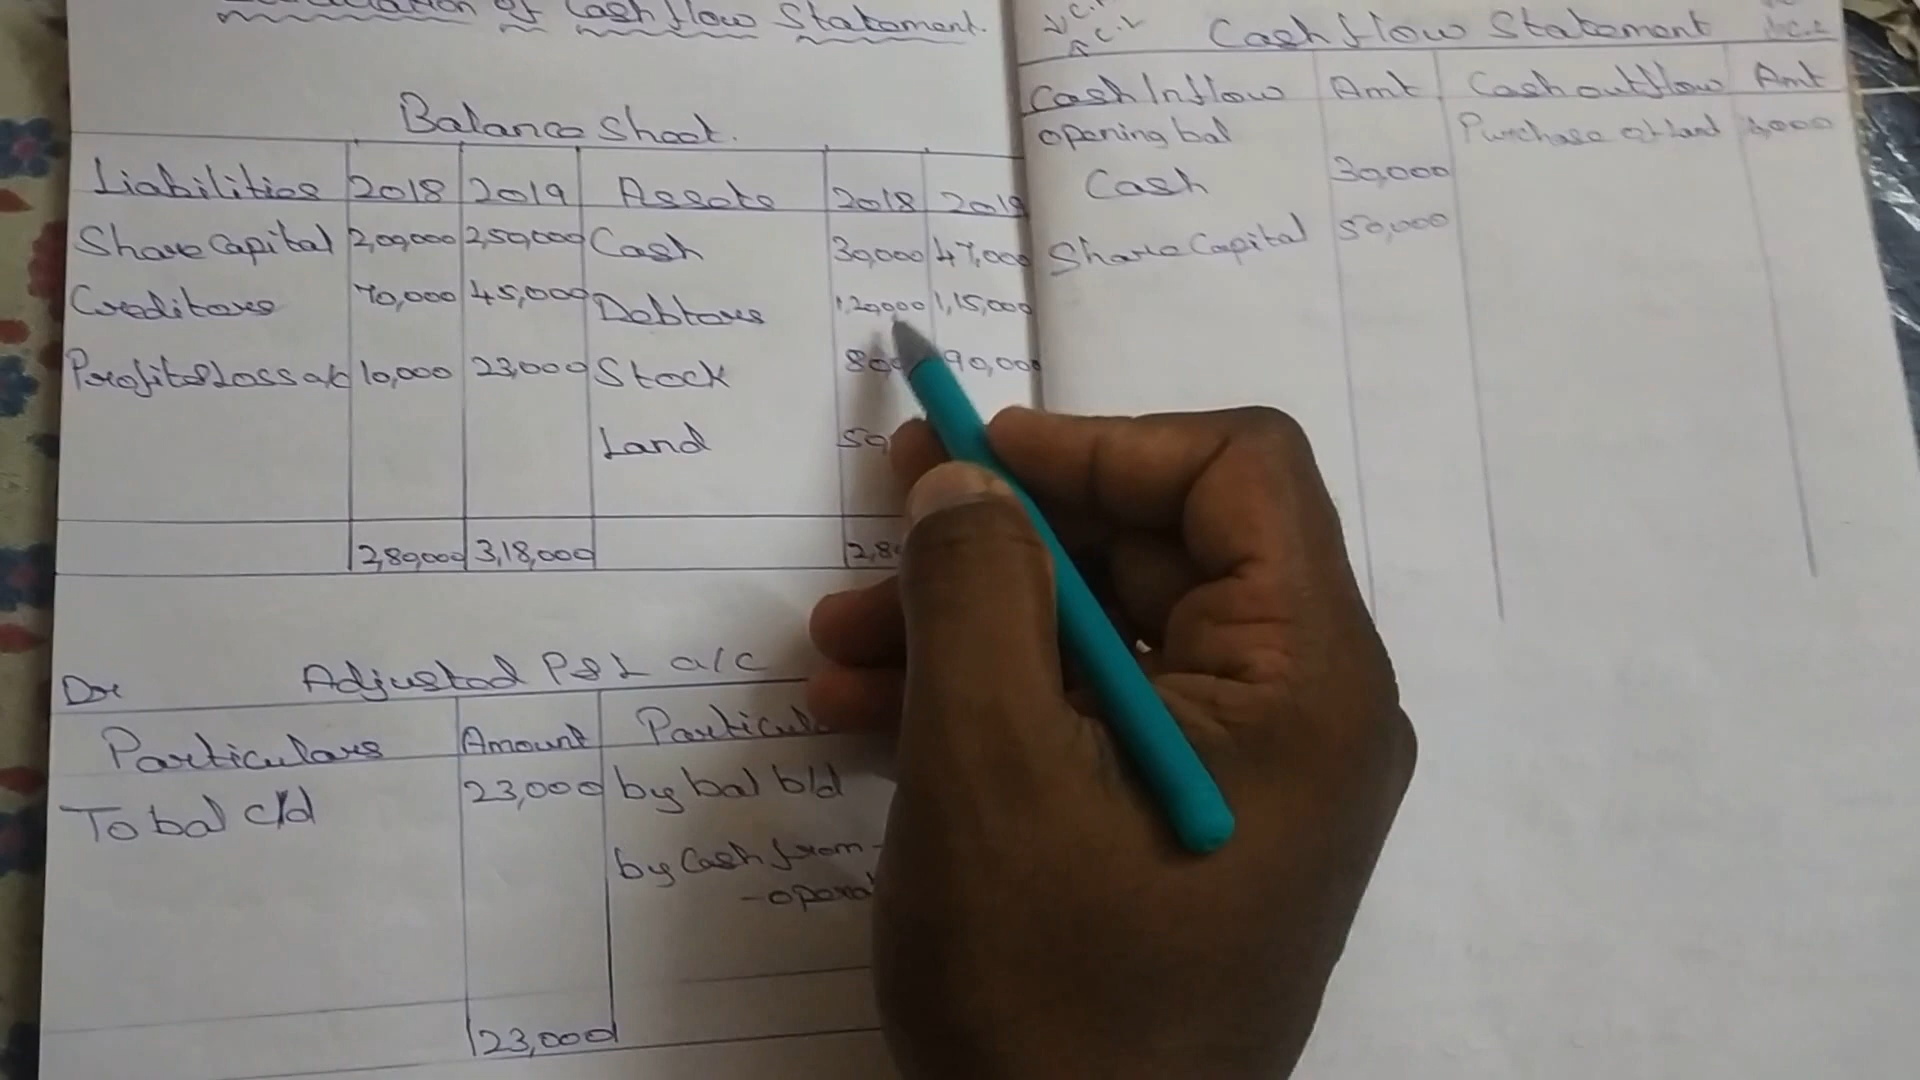 of Cash flow Statement.
Balance Sheet.
Liabilities 2018 2019 Assets 2018 2019
Share Capital 2,00,000 2,50,000 Cash 30,000 47,000
Creditors 70,000 45,000 Debtors 1,20,000 1,15,000
Profit & Loss a/c 10,000 23,000 Stock 90,000
Land
2,80,000 3,18,000
Dr Adjusted P & L a/c
Particulars Amount
To bal c/d 23,000 by bal b/d
by Cash from -
23,000
Cash flow Statement
Cash Inflow Amt Cash outflow Amt
Opening bal Purchase of Land
Cash 30,000
Share Capital 50,000